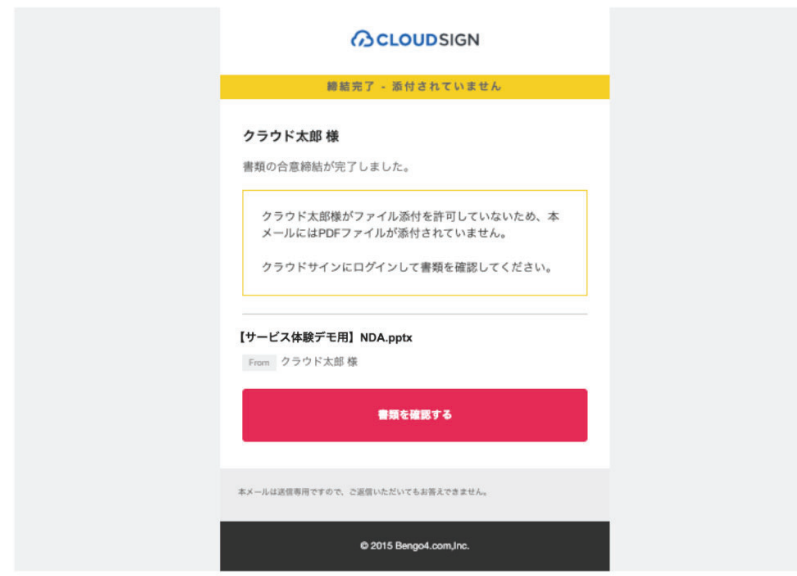 CLOUDSIGN
締結完了 - 添付されていません
クラウド太郎 様
書類の合意締結が完了しました。
クラウド太郎様がファイル添付を許可していないため、本
メールにはPDFファイルが添付されていません。
クラウドサインにログインして書類を確認してください。
【サービス体験デモ用】NDA.pptx
From クラウド太郎 様
書類を確認する
本メールは送信専用ですので、ご返信いただいてもお答えできません。
© 2015 Bengo4.com,Inc.